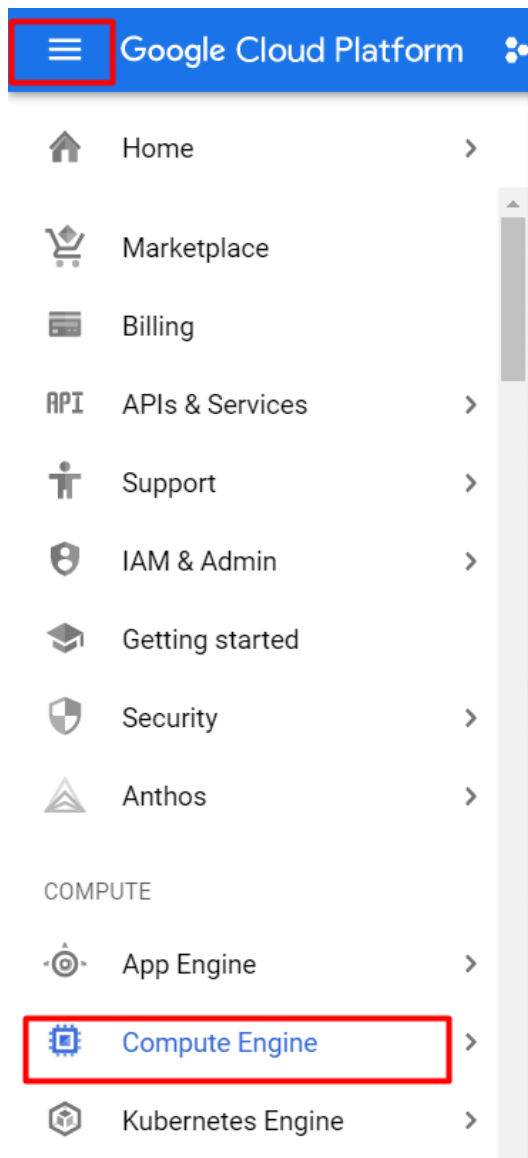 Google Cloud Platform
Home
Marketplace
Billing
API APIs & Services
Support
IAM & Admin
Getting started
Security
Anthos
COMPUTE
App Engine
Compute Engine
Kubernetes Engine